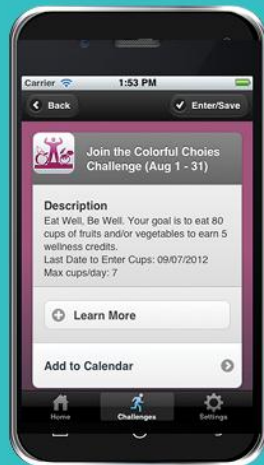 Carrier 1:53 PM
Back Enter/Save
Join the Colorful Choies
Challenge (Aug 1 - 31)
Description
Eat Well, Be Well. Your goal is to eat 80
cups of fruits and/or vegetables to earn 5
wellness credits.
Last Date to Enter Cups: 09/07/2012
Max cups/day: 7
Learn More
Add to Calendar
Home Challenges Settings